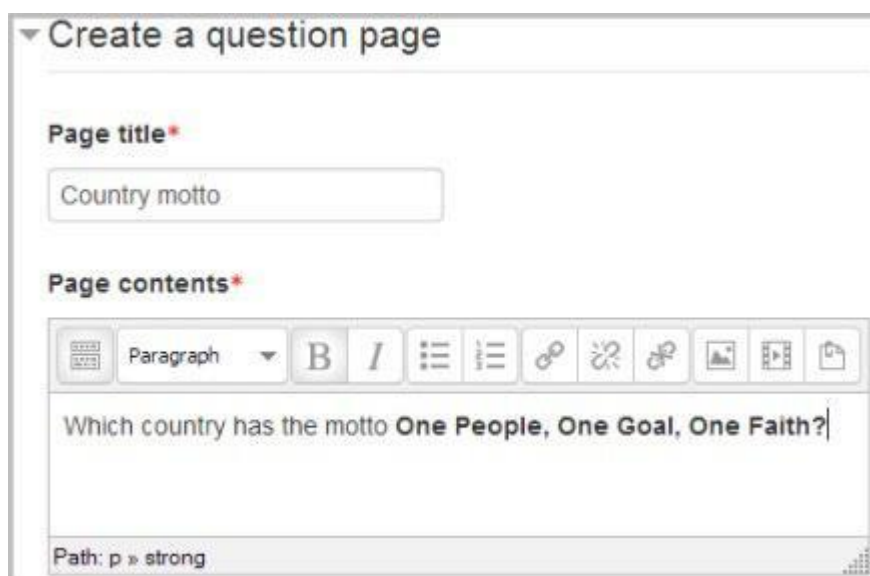 Create a question page
Page title*
Country motto
Page contents*
Paragraph B I
Which country has the motto One People, One Goal, One Faith?
Path: p » strong